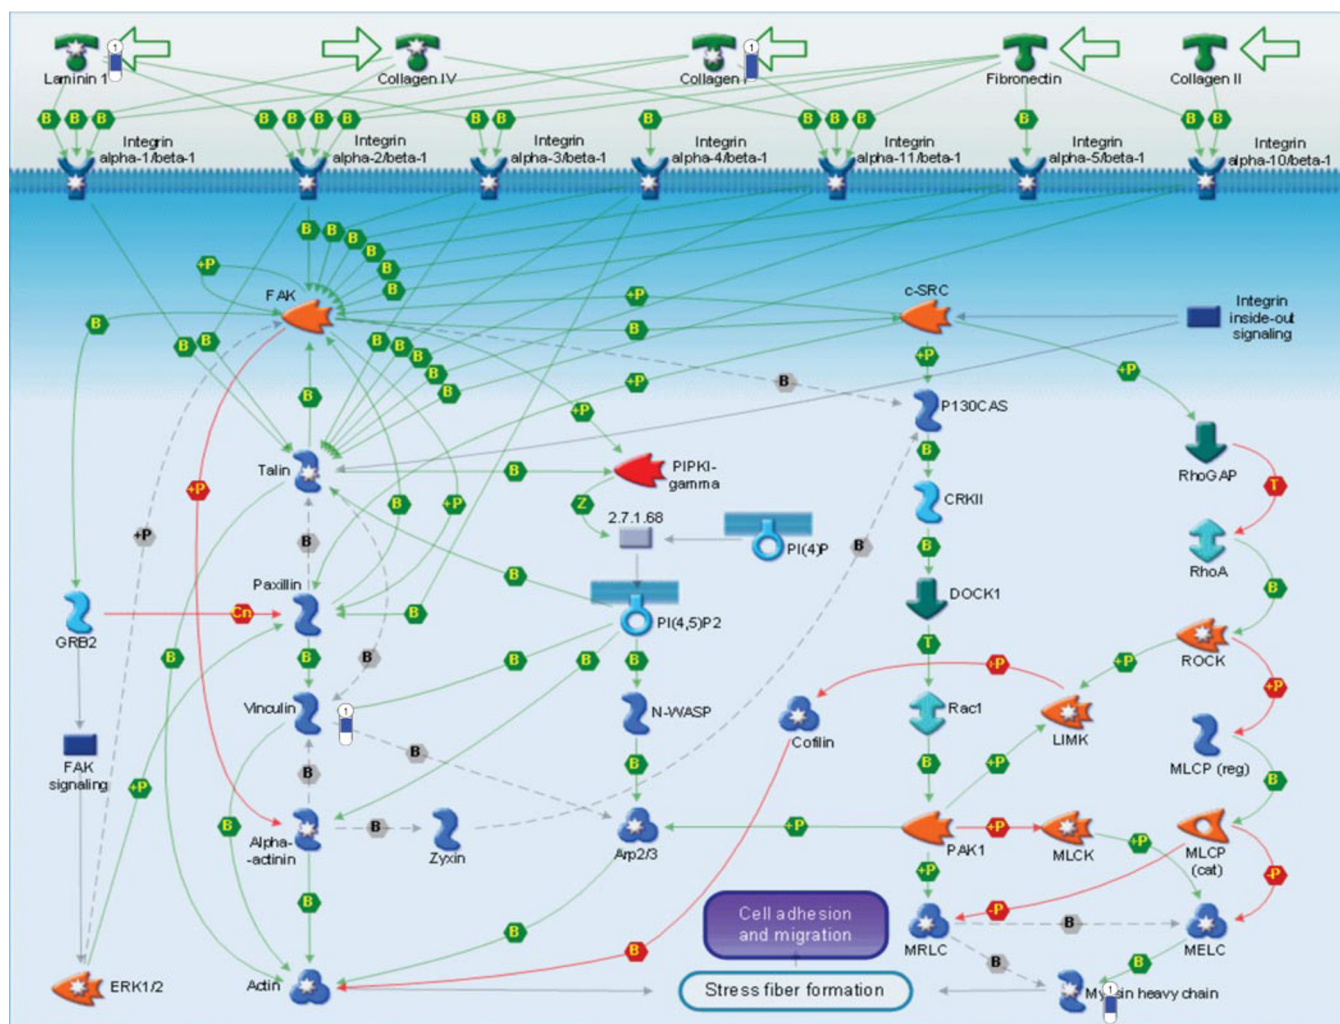 1
1
Laminin 1
Collagen IV
Collagen I
Fibronectin
Collagen II
B B B B B B B B B B B B B B B B B B
Integrin
alpha-1/beta-1
Integrin
alpha-2/beta-1
Integrin
alpha-3/beta-1
Integrin
alpha-4/beta-1
Integrin
alpha-11/beta-1
Integrin
alpha-5/beta-1
Integrin
alpha-10/beta-1
B B B B B B B
+P
FAK
+P
c-SRC
Integrin
inside-out
signaling
B
B
+P
B B B B B B B
+P
+P
B
B
P130CAS
+P
B
Talin
B
PIPKI-
gamma
RhoGAP
+P
B
+P
Z
2.7.1.68
CRKII
T
+P
B
PI(4)P
B
B
RhoA
B
Paxillin
DOCK1
B
GRB2
Cn
B
PI(4,5)P2
T
ROCK
B
B
B
B
B
B
+P
+P
+P
Vinculin
1
N-WASP
Cofilin
Rac1
LIMK
B
MLCP (reg)
FAK
signaling
B
B
B
+P
B
+P
B
Alpha-
-actinin
B
Zyxin
Arp2/3
+P
PAK1
+P
MLCK
+P
MLCP
(cat)
+P
-P
B
Cell adhesion
and migration
-P
MRLC
B
MELC
B
B
B
B
ERK1/2
Actin
Stress fiber formation
1
Myosin heavy chain